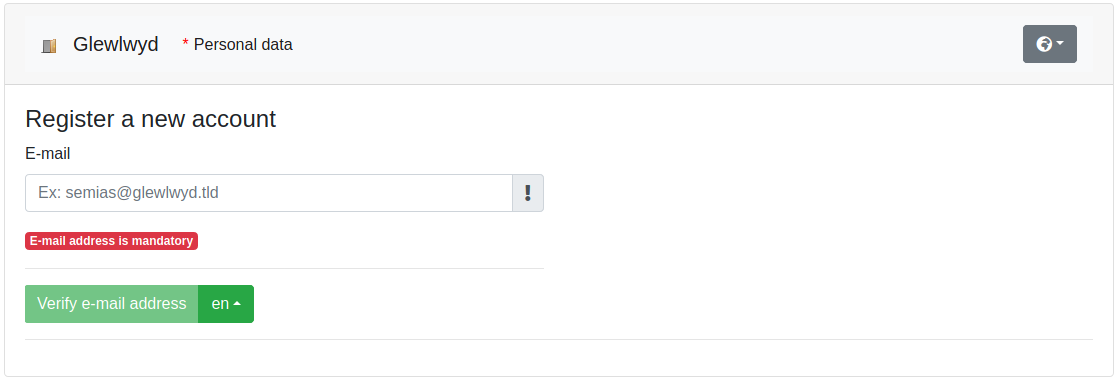 Glewlwyd * Personal data
Register a new account
E-mail
Ex: semias@glewlwyd.tld
E-mail address is mandatory
Verify e-mail address en